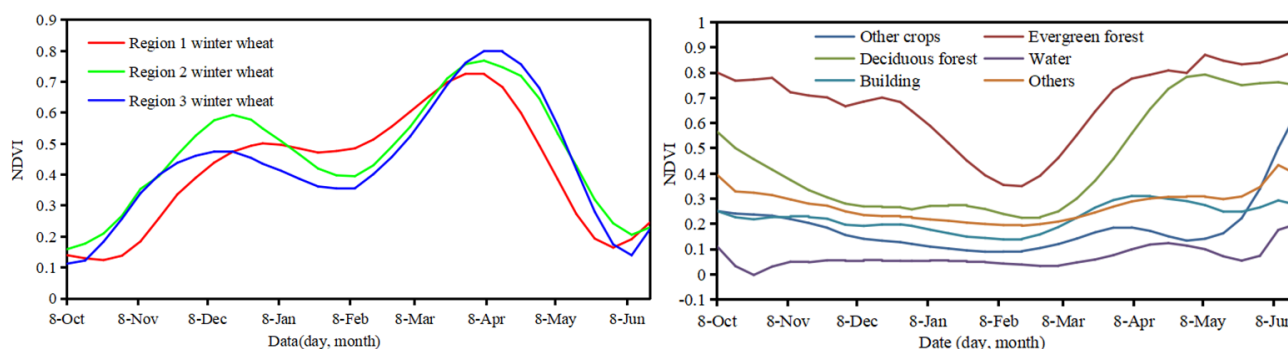 0.9
0.8
0.7
0.6
0.5
0.4
0.3
0.2
0.1
0
NDVI
Region 1 winter wheat
Region 2 winter wheat
Region 3 winter wheat
8-Oct 8-Nov 8-Dec 8-Jan 8-Feb 8-Mar 8-Apr 8-May 8-Jun
Data(day, month)
1
0.9
0.8
0.7
0.6
0.5
0.4
0.3
0.2
0.1
0
-0.1
NDVI
Other crops Evergreen forest
Deciduous forest Water
Building Others
8-Oct 8-Nov 8-Dec 8-Jan 8-Feb 8-Mar 8-Apr 8-May 8-Jun
Date (day, month)